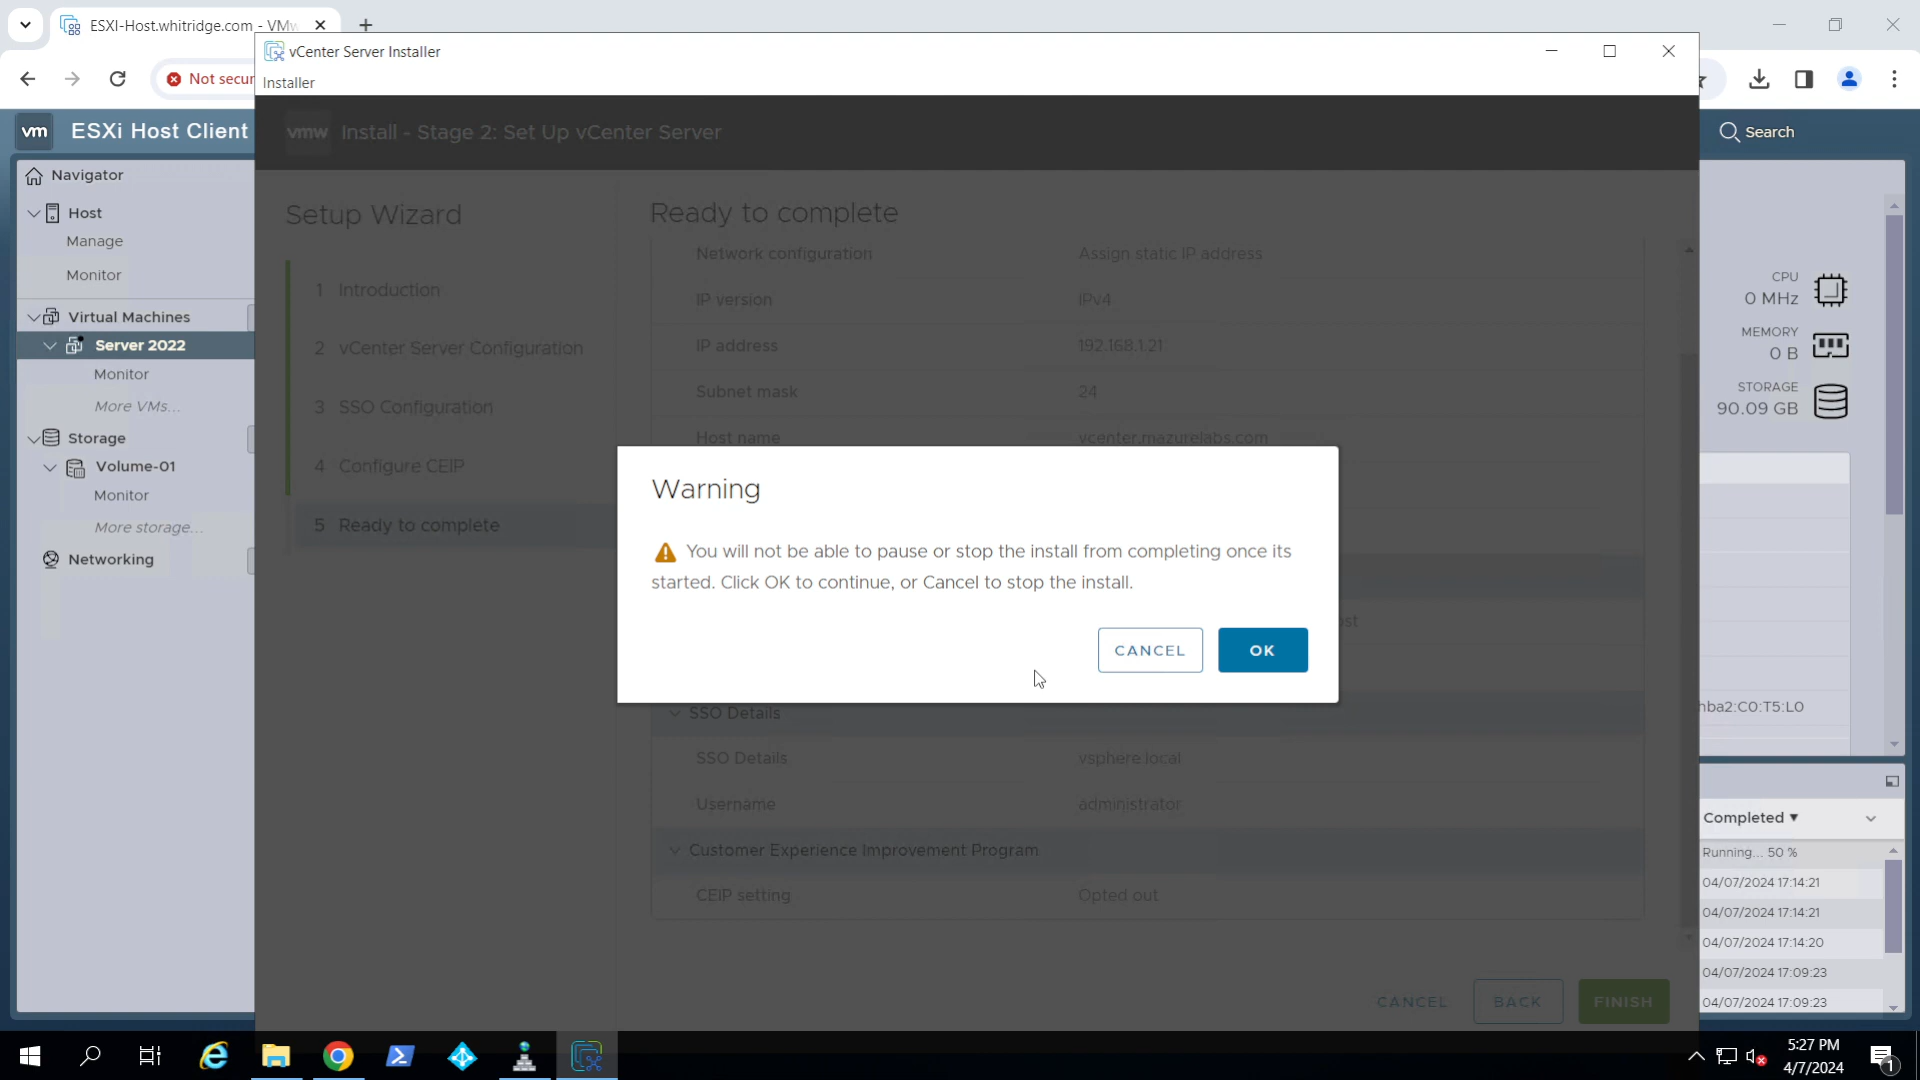 ESXI-Host.whitridge.com - VMw
vCenter Server Installer
Not secur
Installer
vm ESXi Host Client
vmw Install - Stage 2: Set Up vCenter Server
Search
Navigator
Host
Manage
Monitor
Virtual Machines
Server 2022
Monitor
More VMs...
Storage
Volume-01
Monitor
More storage...
Networking
Setup Wizard
1 Introduction
2 vCenter Server Configuration
3 SSO Configuration
4 Configure CEIP
5 Ready to complete
Ready to complete
Network configuration Assign static IP address
IP version IPv4
IP address 192.168.1.21
Subnet mask 24
Host name vcenter.mazurelabs.com
Warning
You will not be able to pause or stop the install from completing once its
started. Click OK to continue, or Cancel to stop the install.
CANCEL OK
SSO Details
SSO Details vsphere.local
Username administrator
Customer Experience Improvement Program
CEIP setting Opted out
CANCEL BACK FINISH
CPU
0 MHz
MEMORY
0 B
STORAGE
90.09 GB
hba2:C0:T5:L0
Completed ▼
Running... 50 %
04/07/2024 17:14:21
04/07/2024 17:14:21
04/07/2024 17:14:20
04/07/2024 17:09:23
04/07/2024 17:09:23
5:27 PM
4/7/2024
1